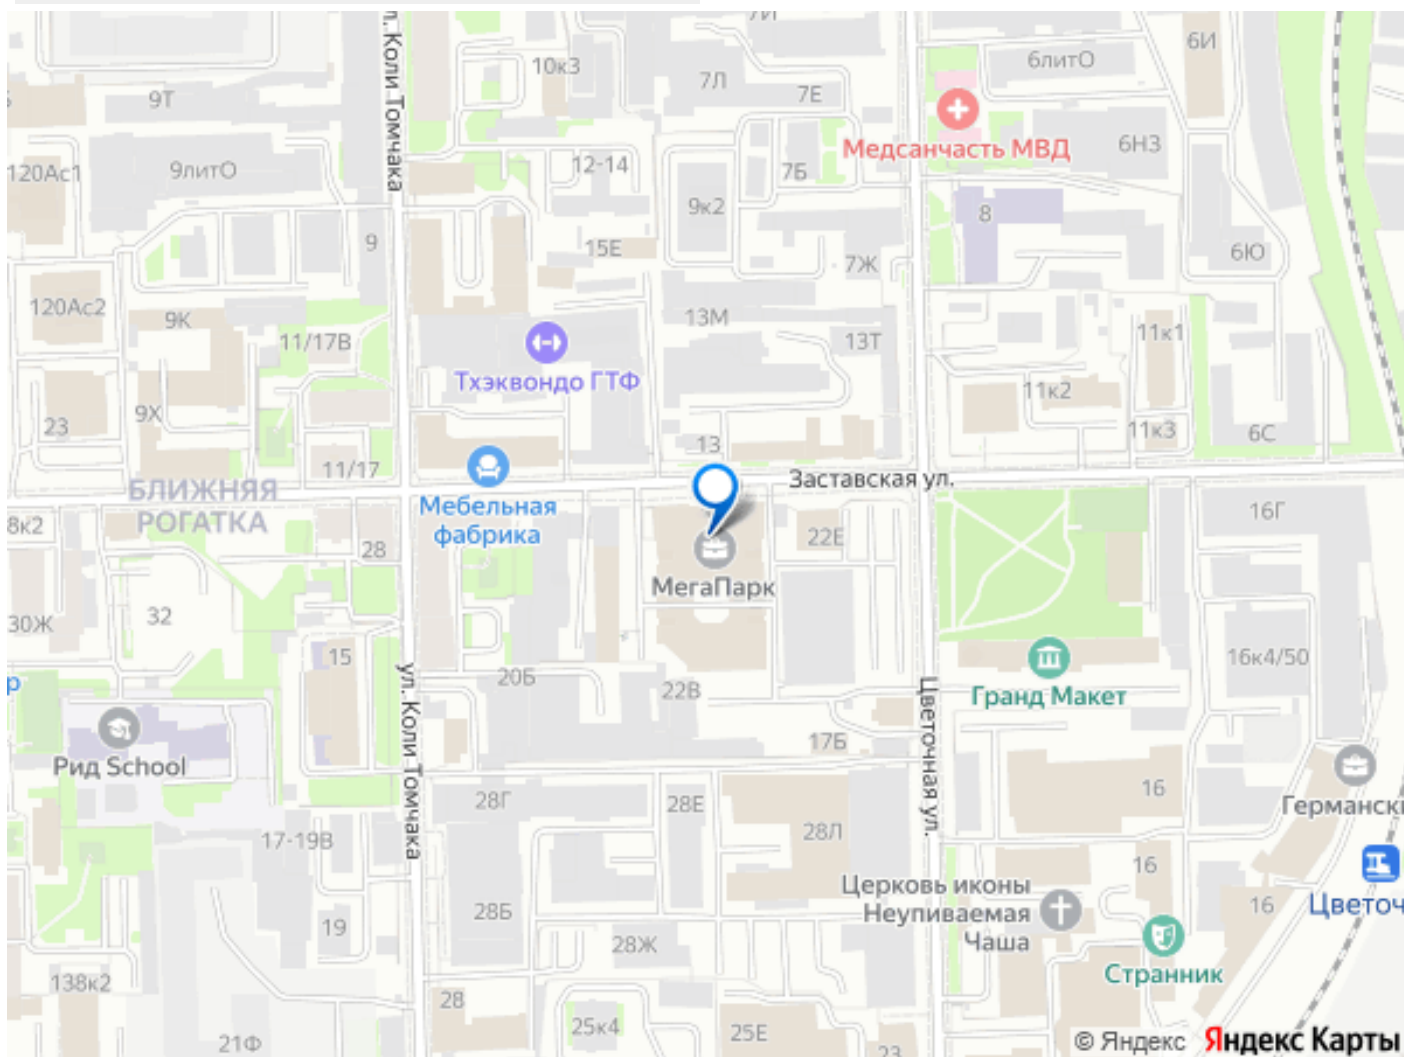 7И
6И
ул. Коли Томчака
10к3
6литО
7Л
7Е
9Т
Медсанчасть МВД
6Н3
120Ас1
9литО
12-14
7Б
9к2
8
9
15Е
7Ж
6Ю
120Ас2
9К
13М
11/17В
13Т
11к1
Тхэквондо ГТФ
11к2
9Х
23
13
11к3
6С
11/17
Заставская ул.
БЛИЖНЯЯ
РОГАТКА
Мебельная
фабрика
16Г
8к2
28
22Е
МегаПарк
32
30Ж
15
16к4/50
р
20Б
22В
Гранд Макет
ул. Коли Томчака
Цветочная ул.
17Б
Рид School
16
28Г
28Е
Германски
28Л
17-19В
16
Церковь иконы
Неупиваемая
Чаша
16
Цветоч
28Б
19
28Ж
Странник
138к2
28
25к4
25Е
21Ф
23
© Яндекс Яндекс Карты